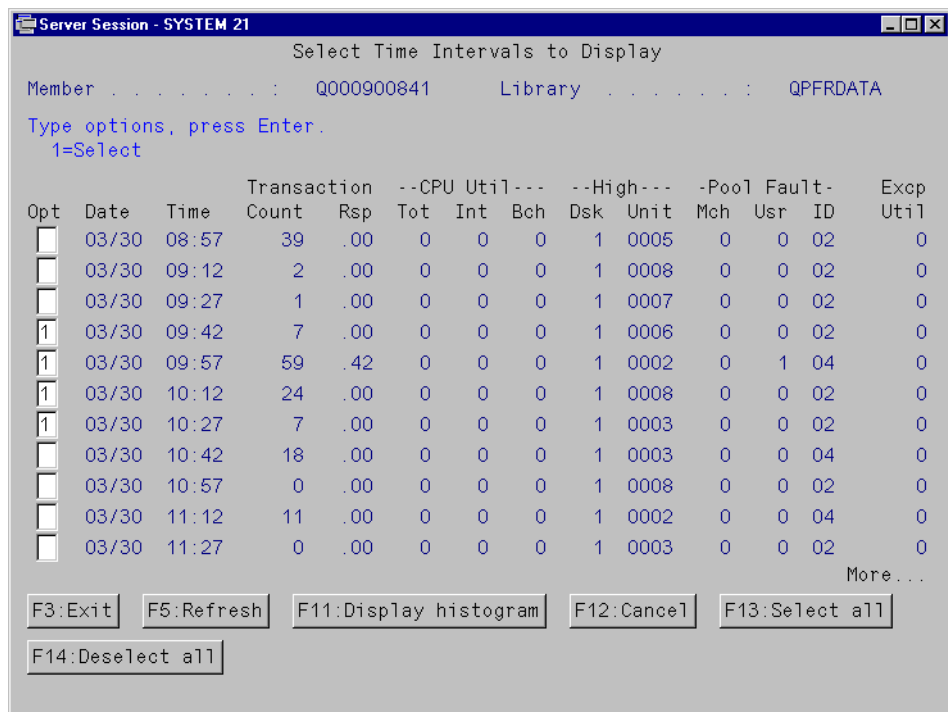 Server Session - SYSTEM 21
Select Time Intervals to Display
Member . . . . . . . : Q000900841 Library . . . . . . : QPFRDATA
Type options, press Enter.
1=Select
Transaction --CPU Util--- --High--- -Pool Fault- Excp
Opt Date Time Count Rsp Tot Int Bch Dsk Unit Mch Usr ID Util
03/30 08:57 39 .00 0 0 0 1 0005 0 0 02 0
03/30 09:12 2 .00 0 0 0 1 0008 0 0 02 0
03/30 09:27 1 .00 0 0 0 1 0007 0 0 02 0
1 03/30 09:42 7 .00 0 0 0 1 0006 0 0 02 0
1 03/30 09:57 59 .42 0 0 0 1 0002 0 1 04 0
1 03/30 10:12 24 .00 0 0 0 1 0008 0 0 02 0
1 03/30 10:27 7 .00 0 0 0 1 0003 0 0 02 0
03/30 10:42 18 .00 0 0 0 1 0003 0 0 04 0
03/30 10:57 0 .00 0 0 0 1 0008 0 0 02 0
03/30 11:12 11 .00 0 0 0 1 0002 0 0 04 0
03/30 11:27 0 .00 0 0 0 1 0003 0 0 02 0
More...
F3:Exit F5:Refresh F11:Display histogram F12:Cancel F13:Select all
F14:Deselect all